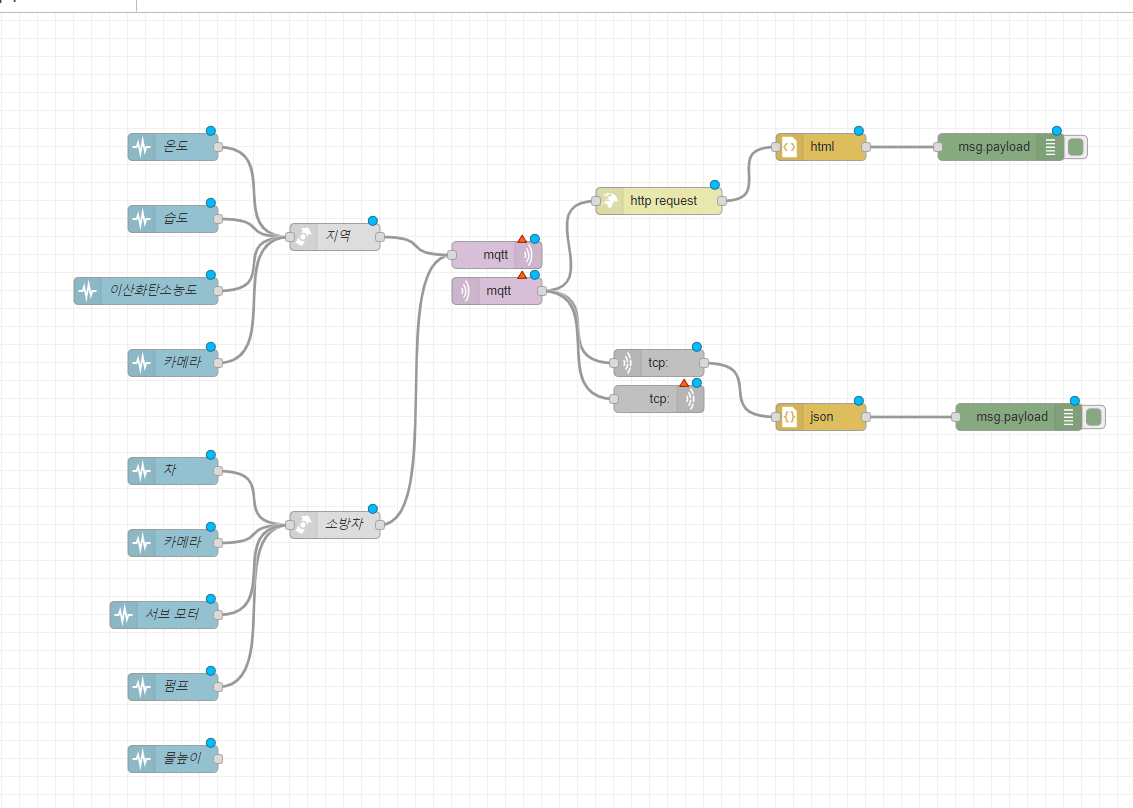 온도
습도
이산화탄소농도
카메라
지역
mqtt
mqtt
http request
html
msg.payload
tcp:
tcp:
json
msg.payload
차
카메라
서브 모터
펌프
물높이
소방차